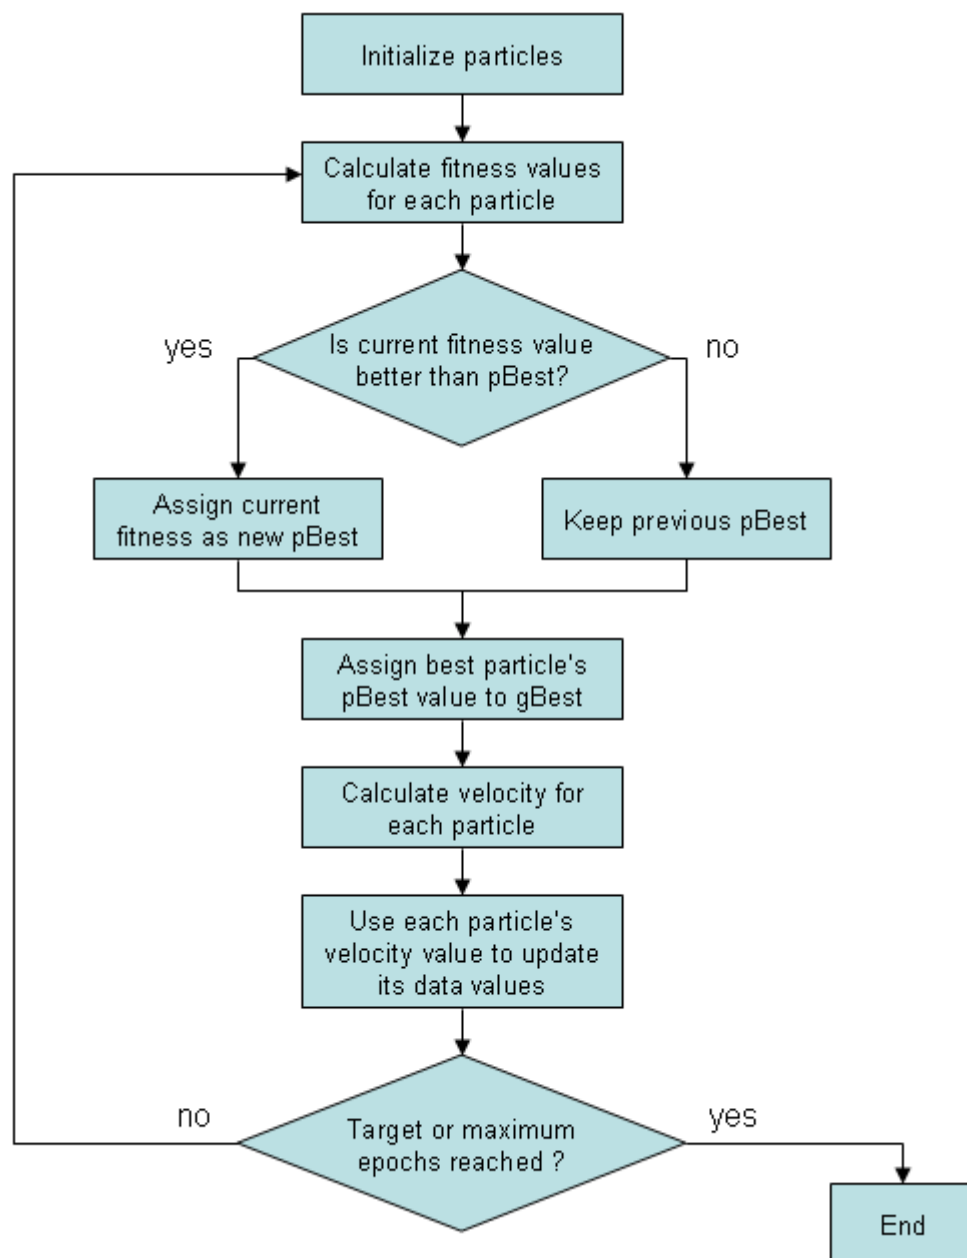 Initialize particles
Calculate fitness values
for each particle
Is current fitness value
better than pBest?
yes
no
Assign current
fitness as new pBest
Keep previous pBest
Assign best particle's
pBest value to gBest
Calculate velocity for
each particle
Use each particle's
velocity value to update
its data values
Target or maximum
epochs reached ?
no
yes
End